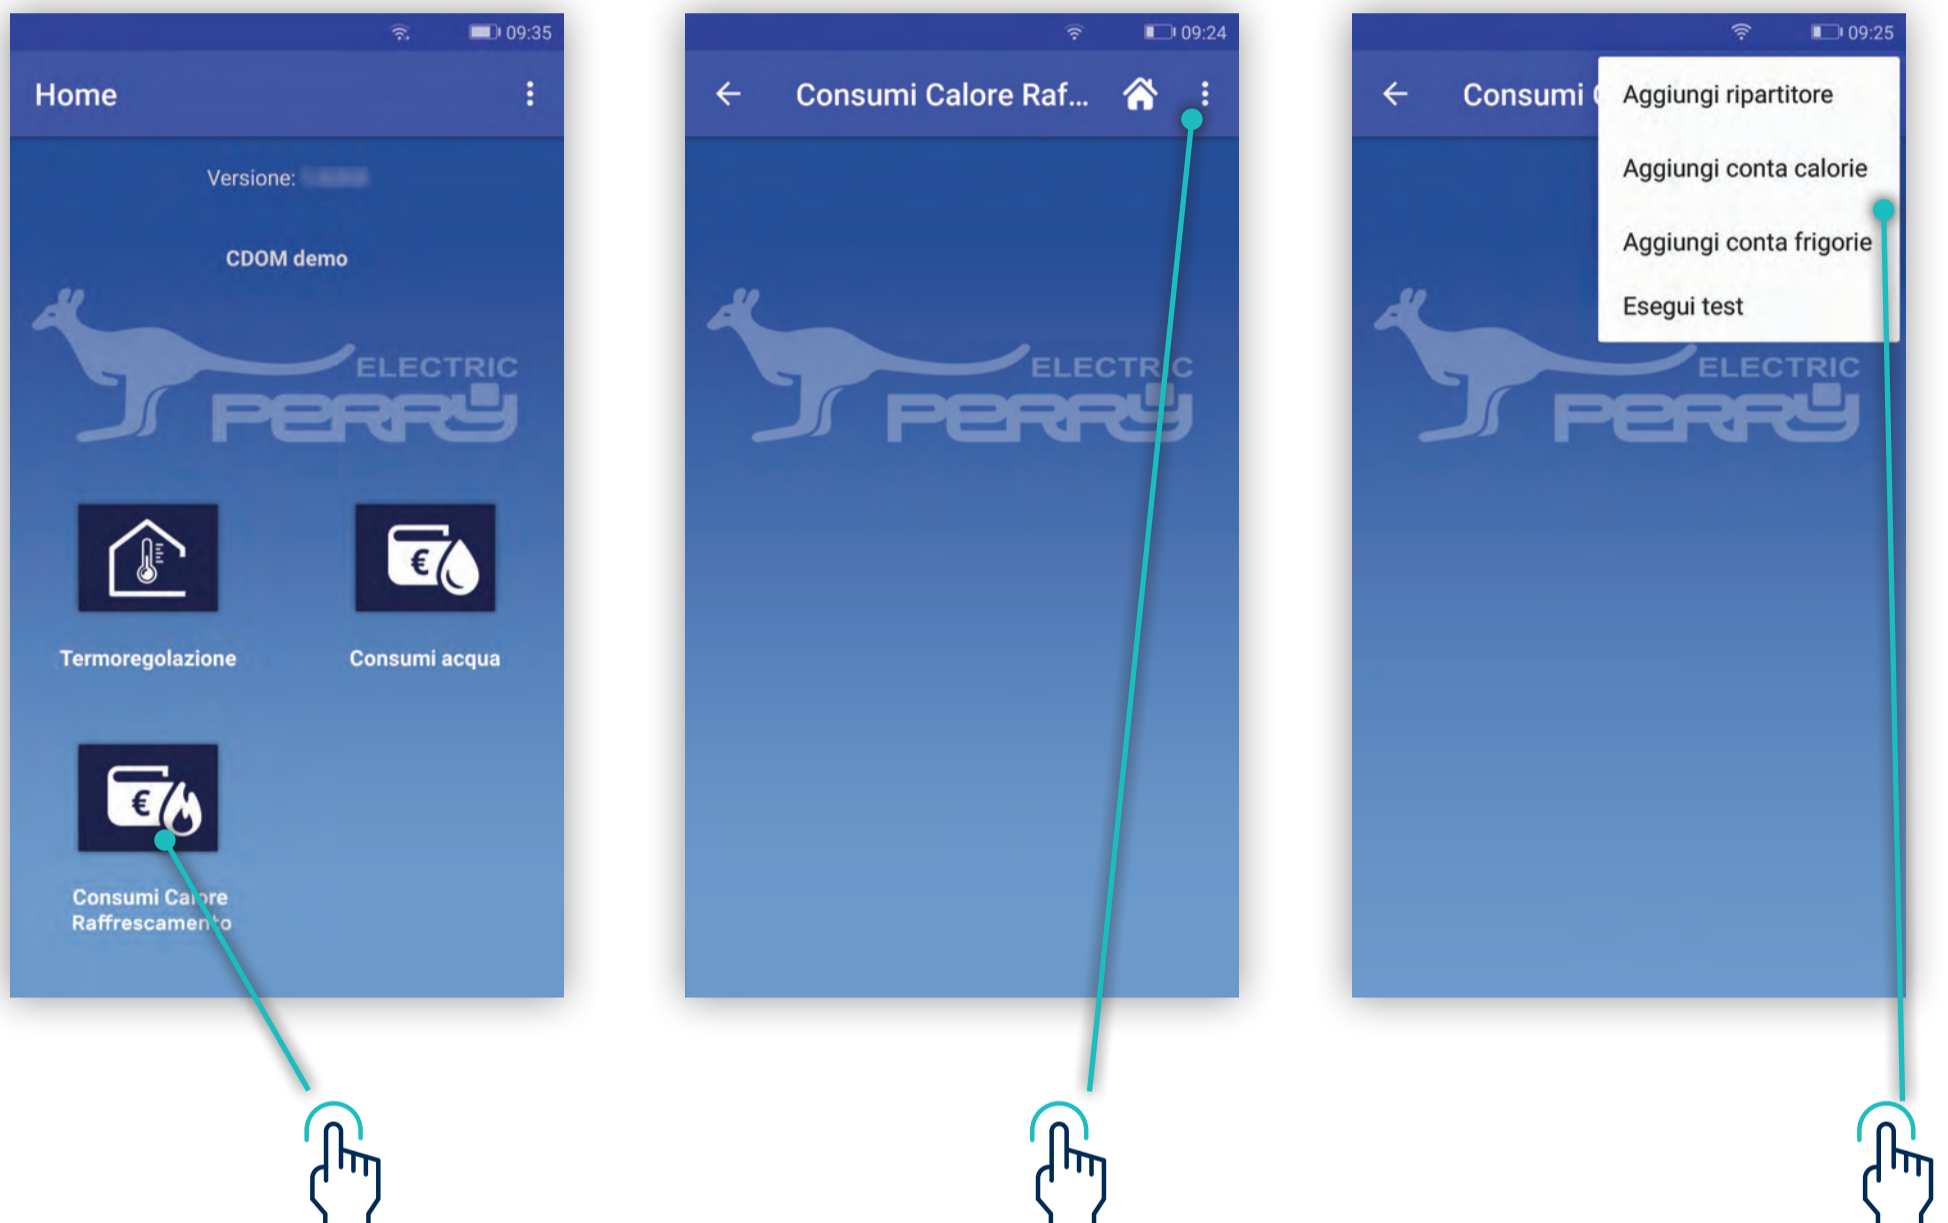 09:35
Home
Versione:
CDOM demo
ELECTRIC
PERRY
€
€
Termoregolazione
Consumi acqua
€
Consumi Calore
Raffrescamento
09:24
Consumi Calore Raf...
ELECTRIC
PERRY
09:25
Consumi
Aggiungi ripartitore
Aggiungi conta calorie
Aggiungi conta frigorie
Esegui test
ELECTRIC
PERRY